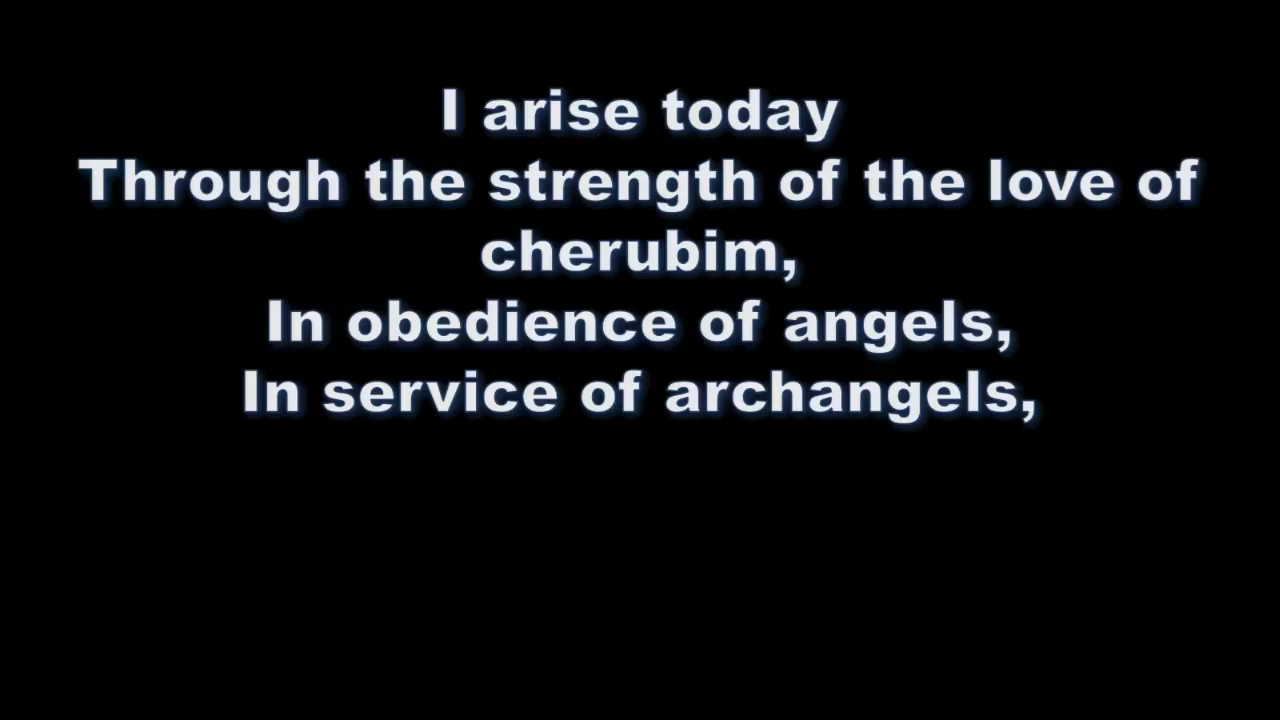 I arise today
Through the strength of the love of
cherubim,
In obedience of angels,
In service of archangels,